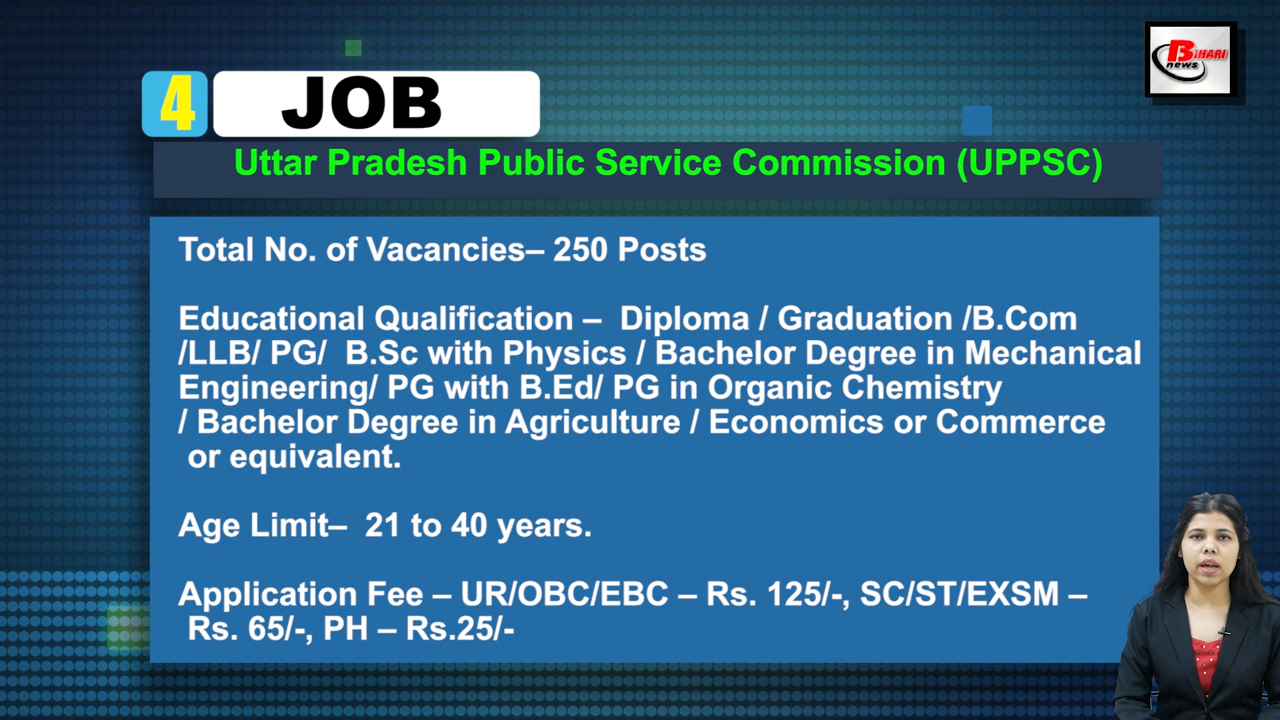 BIHARI
news
4 JOB
Uttar Pradesh Public Service Commission (UPPSC)
Total No. of Vacancies– 250 Posts
Educational Qualification – Diploma / Graduation /B.Com
/LLB/ PG/ B.Sc with Physics / Bachelor Degree in Mechanical
Engineering/ PG with B.Ed/ PG in Organic Chemistry
/ Bachelor Degree in Agriculture / Economics or Commerce
or equivalent.
Age Limit– 21 to 40 years.
Application Fee – UR/OBC/EBC – Rs. 125/-, SC/ST/EXSM –
Rs. 65/-, PH – Rs.25/-